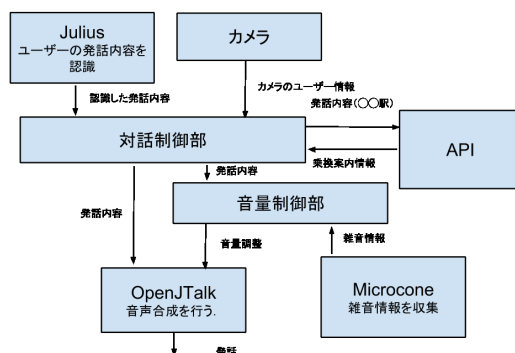 Julius
ユーザーの発話内容を
認識
カメラ
認識した発話内容
カメラのユーザー情報
発話内容(〇〇駅)
対話制御部
API
乗換案内情報
発話内容
音量制御部
発話内容
音量調整
雑音情報
OpenJTalk
音声合成を行う.
Microcone
雑音情報を収集
発話